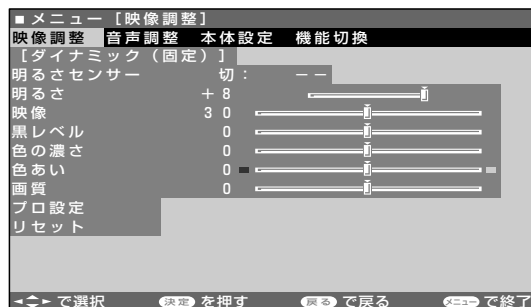 ■メニュー [映像調整]
映像調整 音声調整 本体設定 機能切換
[ダイナミック(固定)]
明るさセンサー 切: ーー
明るさ +8
映像 30
黒レベル 0
色の濃さ 0
色あい 0
画質 0
プロ設定
リセット
で選択 決定 を押す 戻る で戻る メニュー で終了